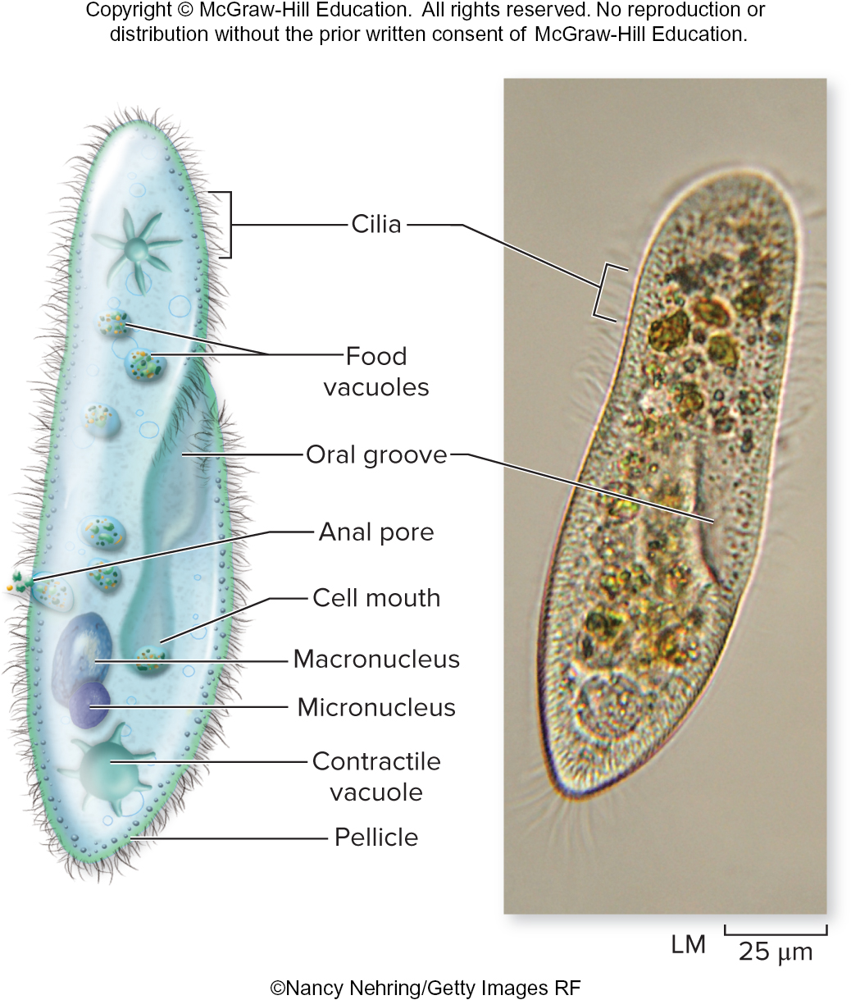 Copyright © McGraw-Hill Education. All rights reserved. No reproduction or
distribution without the prior written consent of McGraw-Hill Education.
Cilia
Food
vacuoles
Oral groove
Anal pore
Cell mouth
Macronucleus
Micronucleus
Contractile
vacuole
Pellicle
LM
25 μm
©Nancy Nehring/Getty Images RF